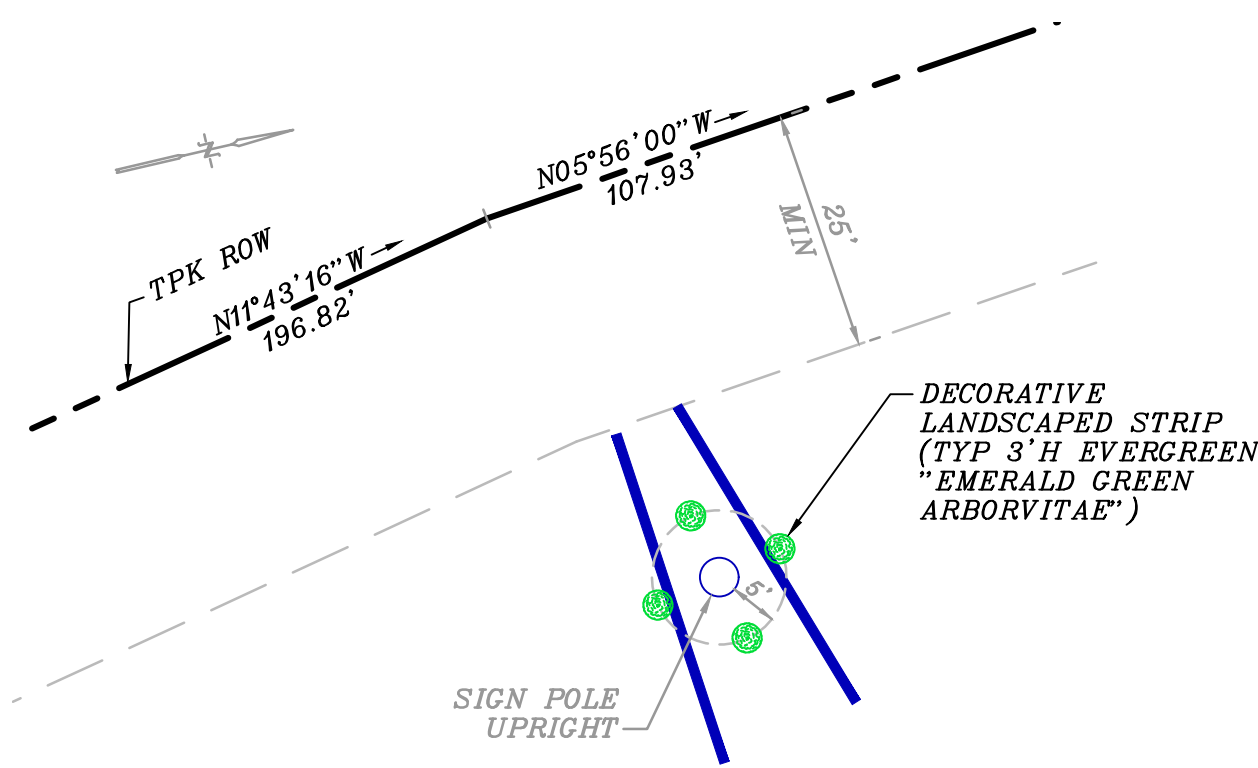 N
N05°56'00"W
107.93'
25'
MIN
TPK ROW
N11°43'16"W
196.82'
DECORATIVE
LANDSCAPED STRIP
(TYP 3'H EVERGREEN
"EMERALD GREEN
ARBORVITAE")
5'
SIGN POLE
UPRIGHT